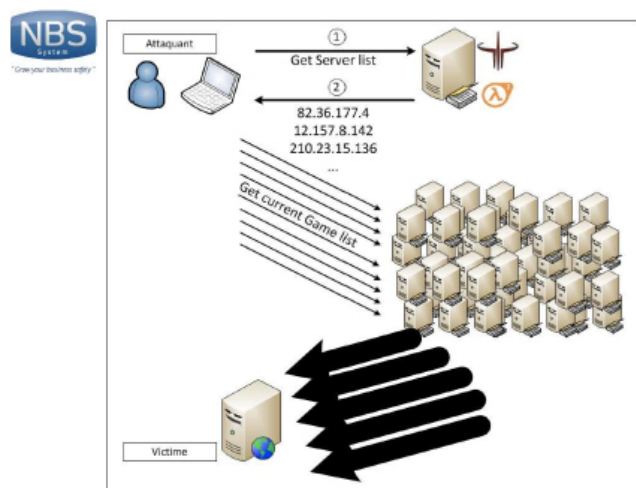 NBS
System
"Grow your business safely"
Attaquant
1
Get Server list
2
82.36.177.4
12.157.8.142
210.23.15.136
...
Get current Game list
Victime